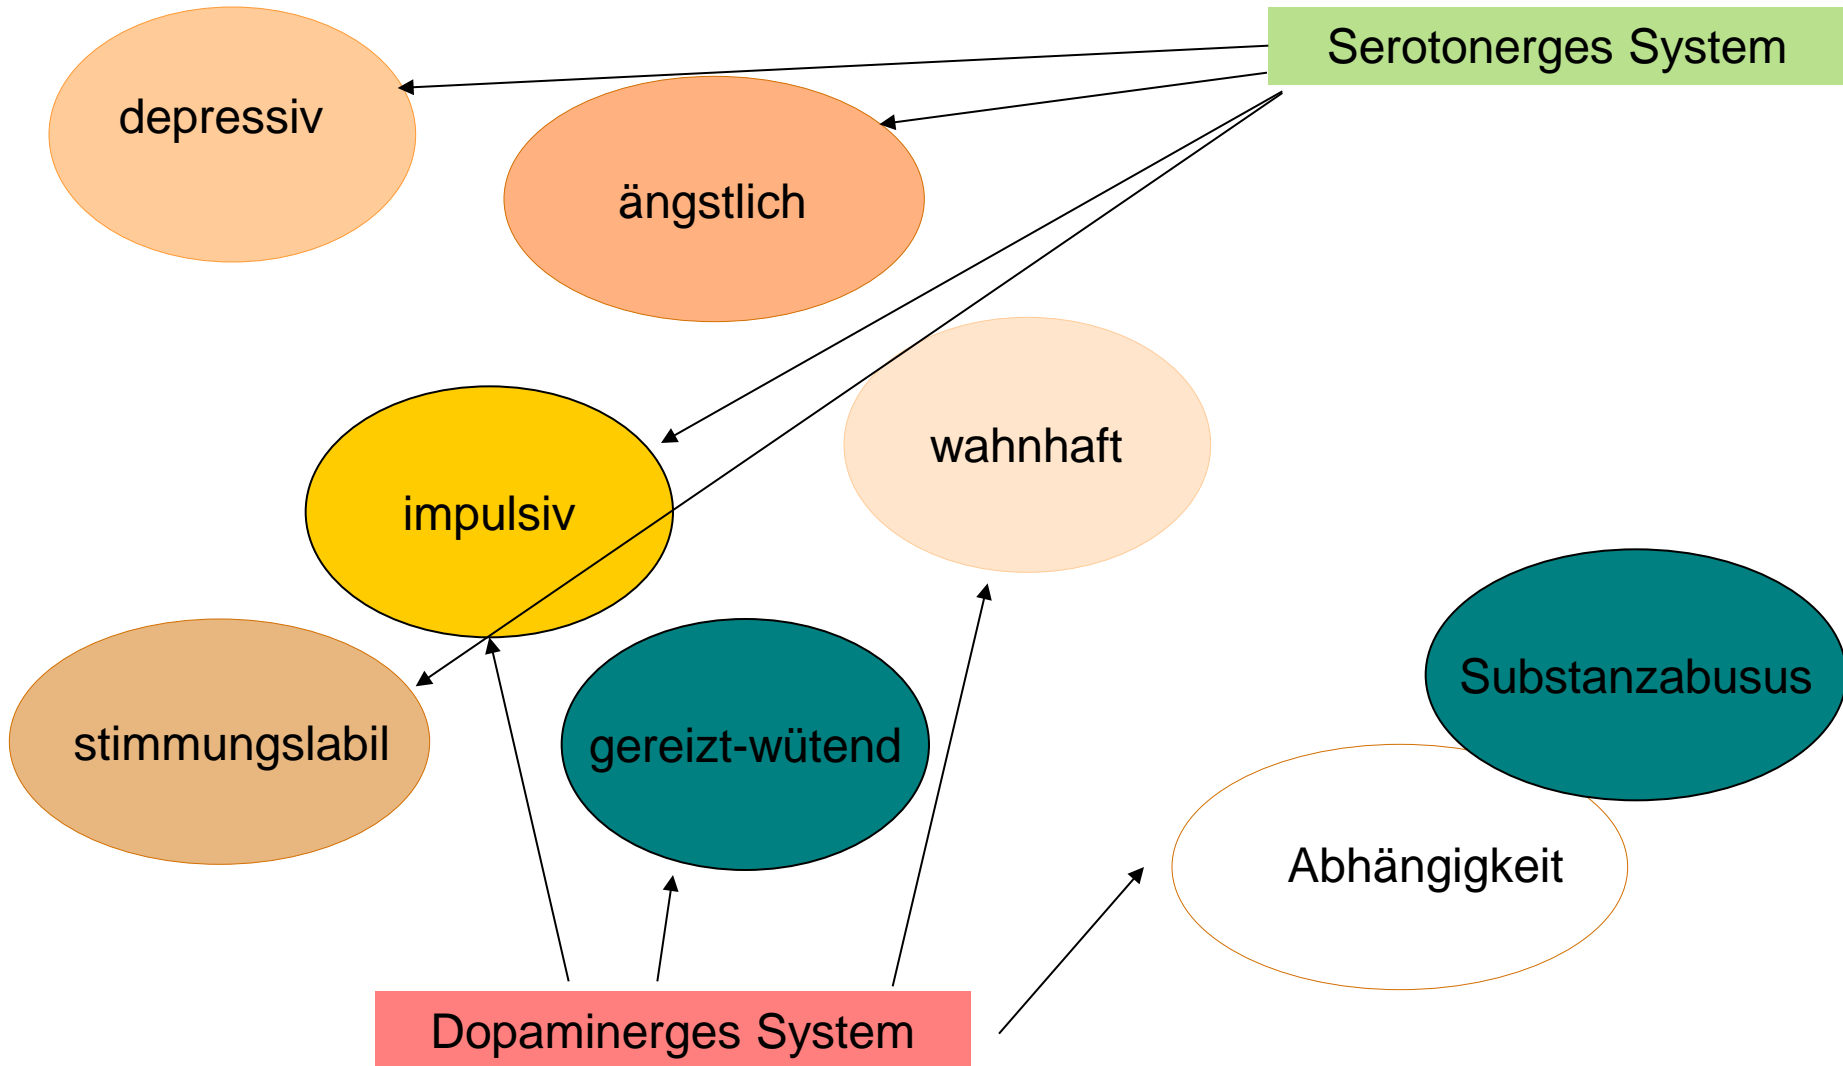 Serotonerges System
depressiv
ängstlich
wahnhaft
impulsiv
Substanzabusus
stimmungslabil
gereizt-wütend
Abhängigkeit
Dopaminerges System